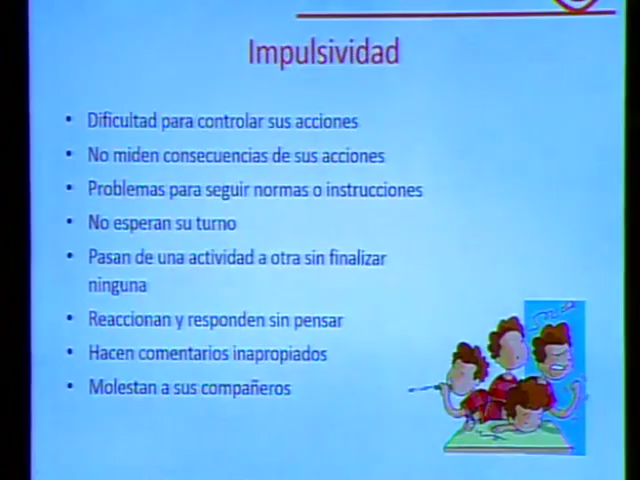 Impulsividad
• Dificultad para controlar sus acciones
• No miden consecuencias de sus acciones
• Problemas para seguir normas o instrucciones
• No esperan su turno
• Pasan de una actividad a otra sin finalizar
ninguna
• Reaccionan y responden sin pensar
• Hacen comentarios inapropiados
• Molestan a sus compañeros